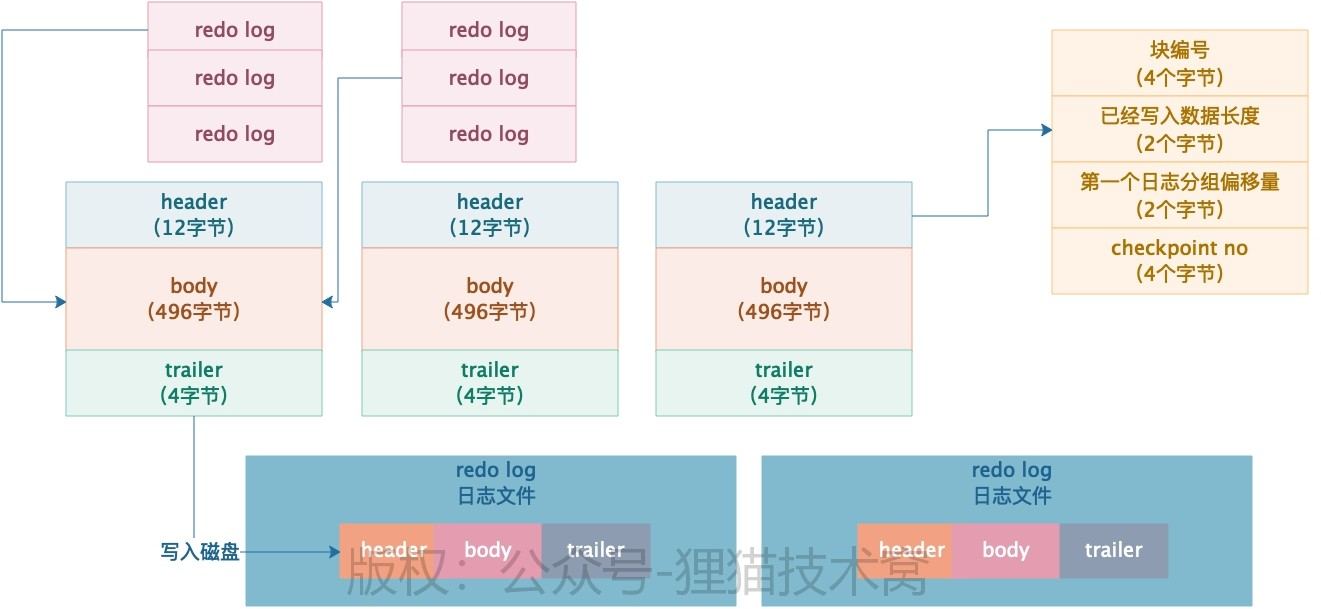 redo log
redo log
redo log
redo log
redo log
redo log
header
(12字节)
body
(496字节)
trailer
(4字节)
header
(12字节)
body
(496字节)
trailer
(4字节)
header
(12字节)
body
(496字节)
trailer
(4字节)
块编号
(4个字节)
已经写入数据长度
(2个字节)
第一个日志分组偏移量
(2个字节)
checkpoint no
(4个字节)
写入磁盘
redo log
日志文件
header body trailer
redo log
日志文件
header body trailer
版权：公众号-狸猫技术窝